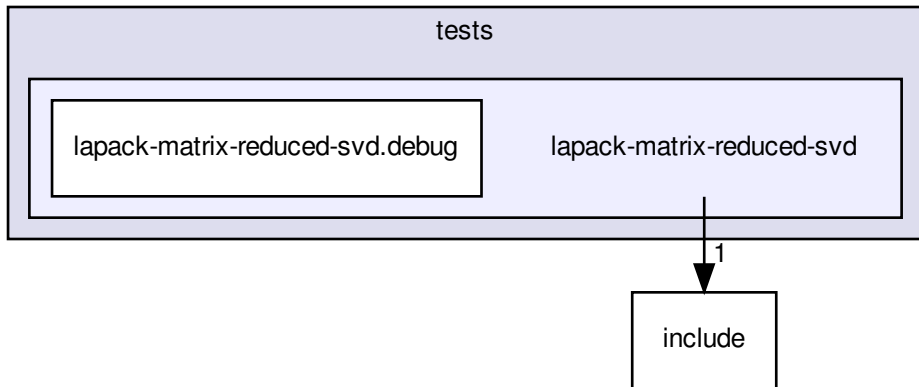 tests
lapack-matrix-reduced-svd.debug
lapack-matrix-reduced-svd
1
include